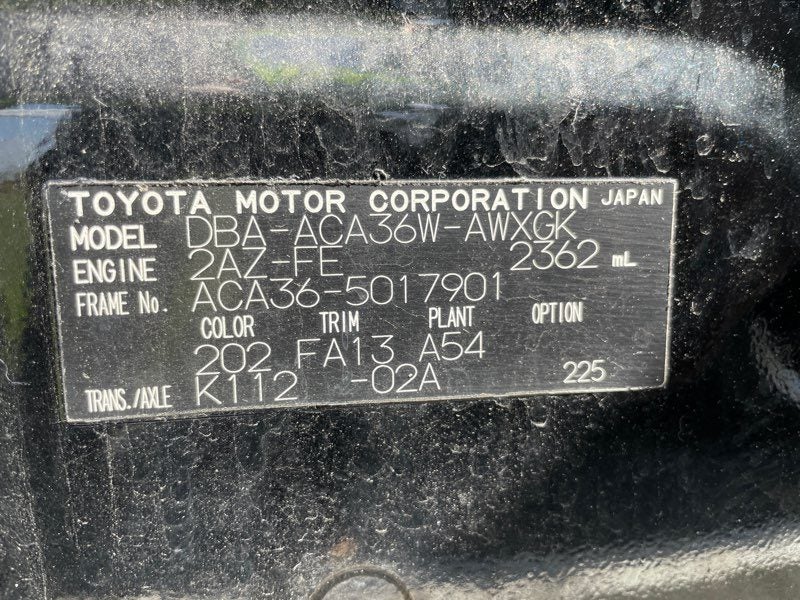 TOYOTA MOTOR CORPORATION JAPAN
MODEL DBA-ACA36W-AWXGK
ENGINE 2AZ-FE 2362 mL
FRAME No. ACA36-5017901
COLOR TRIM PLANT OPTION
202 FA13 A54
TRANS./AXLE K112 -02A 225